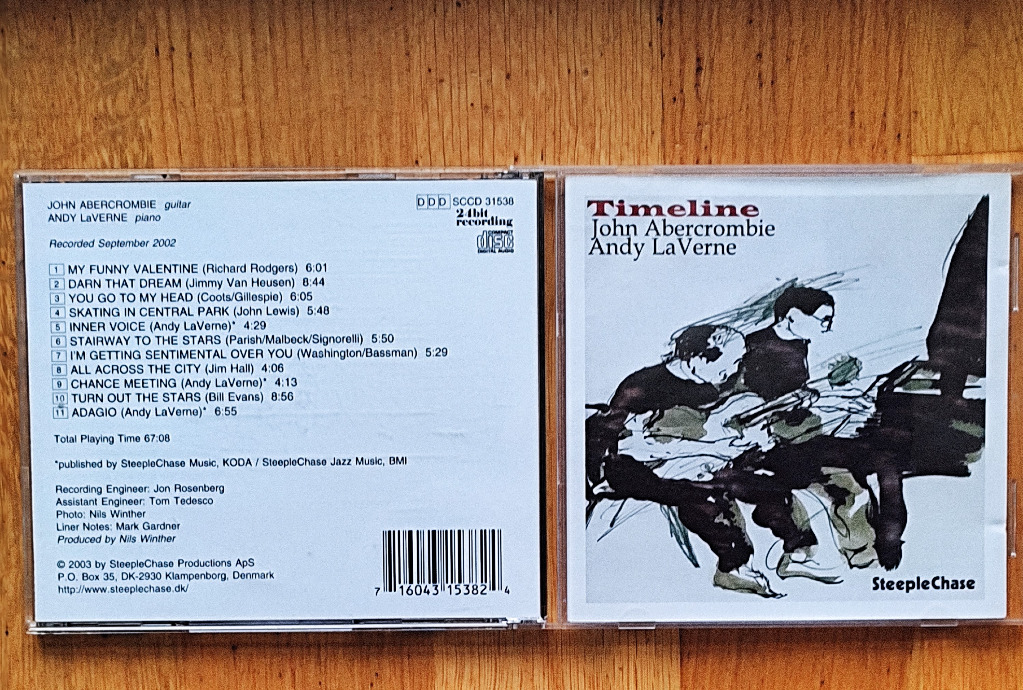 JOHN ABERCROMBIE guitar
ANDY LaVERNE piano
DDD SCCD 31538
24bit
recording
COMPACT
disc
DIGITAL AUDIO
Recorded September 2002
1 MY FUNNY VALENTINE (Richard Rodgers) 6:01
2 DARN THAT DREAM (Jimmy Van Heusen) 8:44
3 YOU GO TO MY HEAD (Coots/Gillespie) 6:05
4 SKATING IN CENTRAL PARK (John Lewis) 5:48
5 INNER VOICE (Andy LaVerne)* 4:29
6 STAIRWAY TO THE STARS (Parish/Malbeck/Signorelli) 5:50
7 I'M GETTING SENTIMENTAL OVER YOU (Washington/Bassman) 5:29
8 ALL ACROSS THE CITY (Jim Hall) 4:06
9 CHANCE MEETING (Andy LaVerne)* 4:13
10 TURN OUT THE STARS (Bill Evans) 8:56
11 ADAGIO (Andy LaVerne)* 6:55
Total Playing Time 67:08
*published by SteepleChase Music, KODA / SteepleChase Jazz Music, BMI
Recording Engineer: Jon Rosenberg
Assistant Engineer: Tom Tedesco
Photo: Nils Winther
Liner Notes: Mark Gardner
Produced by Nils Winther
© 2003 by SteepleChase Productions ApS
P.O. Box 35, DK-2930 Klampenborg, Denmark
http://www.steeplechase.dk/
7 16043 15382 4
Timeline
John Abercrombie
Andy LaVerne
SteepleChase